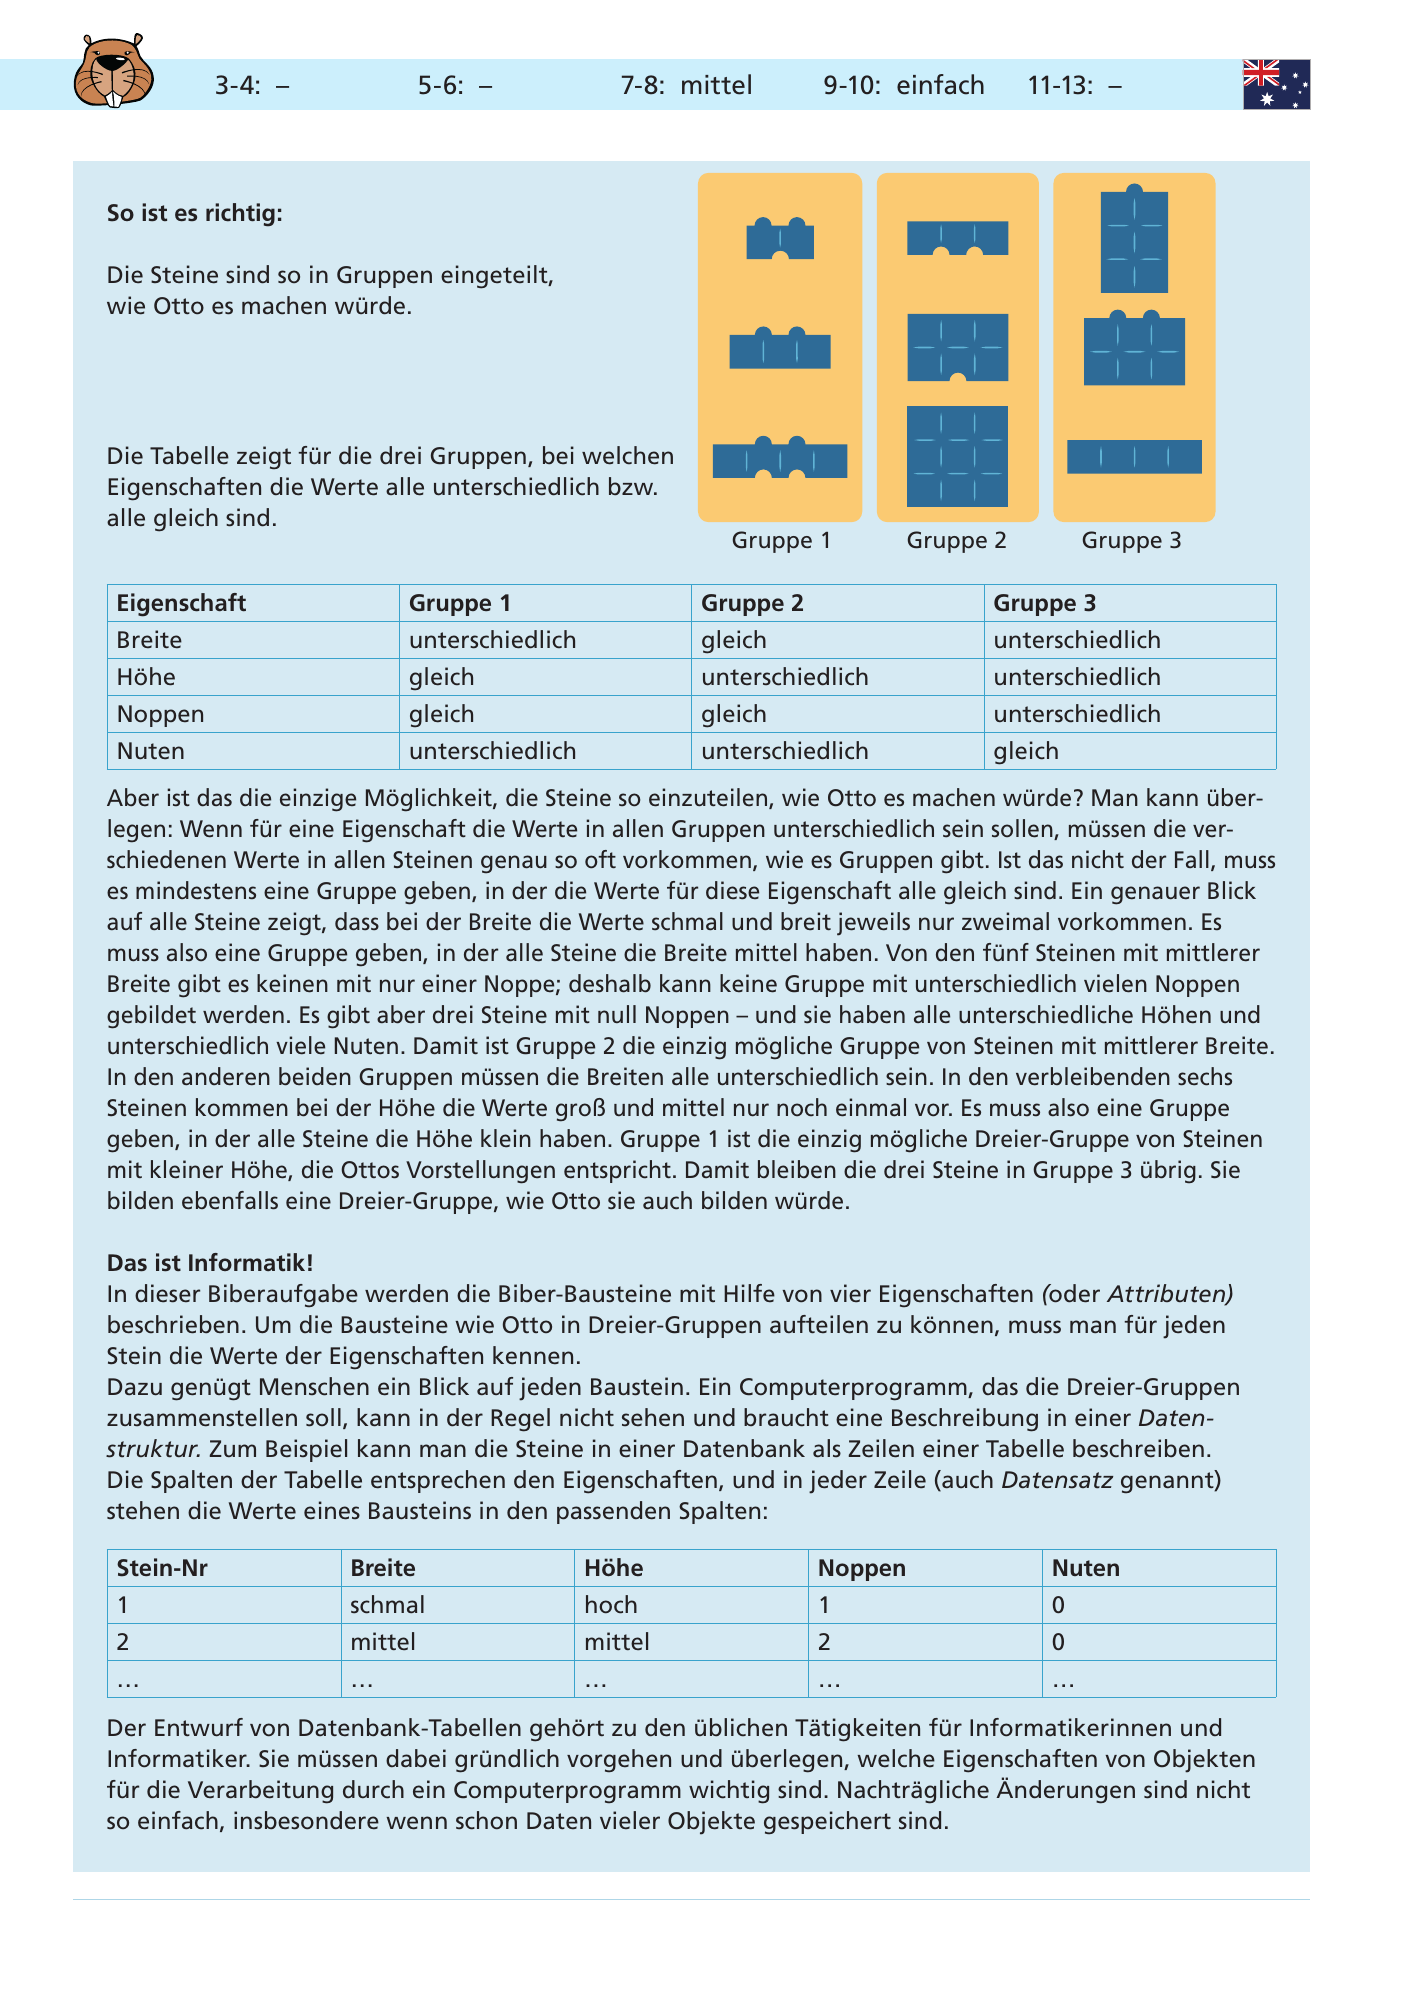 3-4: – 5-6: – 7-8: mittel 9-10: einfach 11-13: –
So ist es richtig:
Die Steine sind so in Gruppen eingeteilt,
wie Otto es machen würde.
Die Tabelle zeigt für die drei Gruppen, bei welchen
Eigenschaften die Werte alle unterschiedlich bzw.
alle gleich sind.
Gruppe 1 Gruppe 2 Gruppe 3
Eigenschaft Gruppe 1 Gruppe 2 Gruppe 3
Breite unterschiedlich gleich unterschiedlich
Höhe gleich unterschiedlich unterschiedlich
Noppen gleich gleich unterschiedlich
Nuten unterschiedlich unterschiedlich gleich
Aber ist das die einzige Möglichkeit, die Steine so einzuteilen, wie Otto es machen würde? Man kann über-
legen: Wenn für eine Eigenschaft die Werte in allen Gruppen unterschiedlich sein sollen, müssen die ver-
schiedenen Werte in allen Steinen genau so oft vorkommen, wie es Gruppen gibt. Ist das nicht der Fall, muss
es mindestens eine Gruppe geben, in der die Werte für diese Eigenschaft alle gleich sind. Ein genauer Blick
auf alle Steine zeigt, dass bei der Breite die Werte schmal und breit jeweils nur zweimal vorkommen. Es
muss also eine Gruppe geben, in der alle Steine die Breite mittel haben. Von den fünf Steinen mit mittlerer
Breite gibt es keinen mit nur einer Noppe; deshalb kann keine Gruppe mit unterschiedlich vielen Noppen
gebildet werden. Es gibt aber drei Steine mit null Noppen – und sie haben alle unterschiedliche Höhen und
unterschiedlich viele Nuten. Damit ist Gruppe 2 die einzig mögliche Gruppe von Steinen mit mittlerer Breite.
In den anderen beiden Gruppen müssen die Breiten alle unterschiedlich sein. In den verbleibenden sechs
Steinen kommen bei der Höhe die Werte groß und mittel nur noch einmal vor. Es muss also eine Gruppe
geben, in der alle Steine die Höhe klein haben. Gruppe 1 ist die einzig mögliche Dreier-Gruppe von Steinen
mit kleiner Höhe, die Ottos Vorstellungen entspricht. Damit bleiben die drei Steine in Gruppe 3 übrig. Sie
bilden ebenfalls eine Dreier-Gruppe, wie Otto sie auch bilden würde.
Das ist Informatik!
In dieser Biberaufgabe werden die Biber-Bausteine mit Hilfe von vier Eigenschaften (oder Attributen)
beschrieben. Um die Bausteine wie Otto in Dreier-Gruppen aufteilen zu können, muss man für jeden
Stein die Werte der Eigenschaften kennen.
Dazu genügt Menschen ein Blick auf jeden Baustein. Ein Computerprogramm, das die Dreier-Gruppen
zusammenstellen soll, kann in der Regel nicht sehen und braucht eine Beschreibung in einer Daten-
struktur. Zum Beispiel kann man die Steine in einer Datenbank als Zeilen einer Tabelle beschreiben.
Die Spalten der Tabelle entsprechen den Eigenschaften, und in jeder Zeile (auch Datensatz genannt)
stehen die Werte eines Bausteins in den passenden Spalten:
Stein-Nr Breite Höhe Noppen Nuten
1 schmal hoch 1 0
2 mittel mittel 2 0
… … … … …
Der Entwurf von Datenbank-Tabellen gehört zu den üblichen Tätigkeiten für Informatikerinnen und
Informatiker. Sie müssen dabei gründlich vorgehen und überlegen, welche Eigenschaften von Objekten
für die Verarbeitung durch ein Computerprogramm wichtig sind. Nachträgliche Änderungen sind nicht
so einfach, insbesondere wenn schon Daten vieler Objekte gespeichert sind.